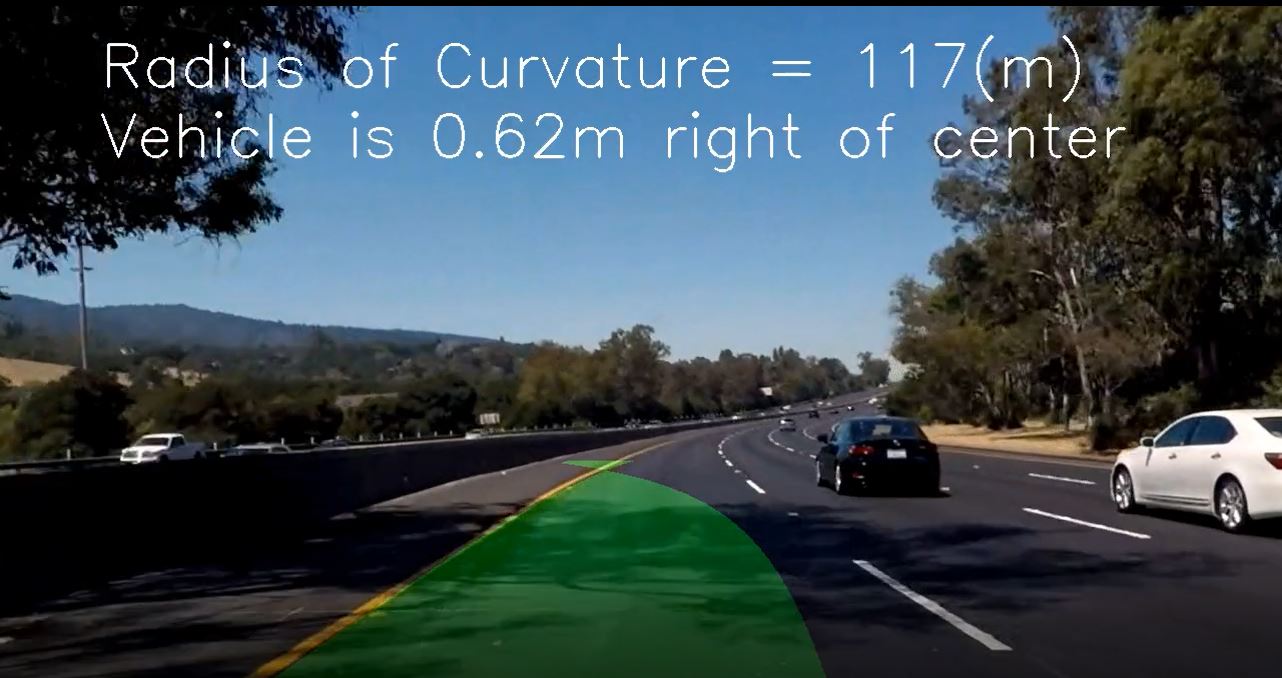 Radius of Curvature = 117(m)
Vehicle is 0.62m right of center